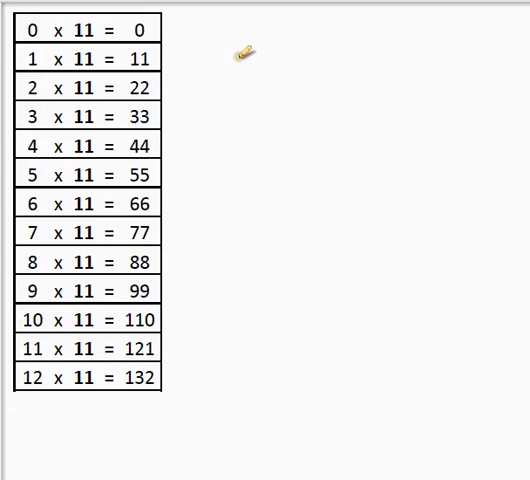 0 x 11 = 0
1 x 11 = 11
2 x 11 = 22
3 x 11 = 33
4 x 11 = 44
5 x 11 = 55
6 x 11 = 66
7 x 11 = 77
8 x 11 = 88
9 x 11 = 99
10 x 11 = 110
11 x 11 = 121
12 x 11 = 132